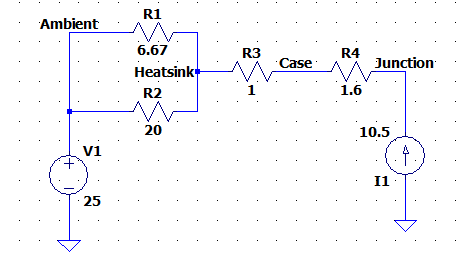 R1
Ambient
6.67
R3
R4
Heatsink
Case
Junction
R2
1
1.6
20
10.5
V1
I1
25